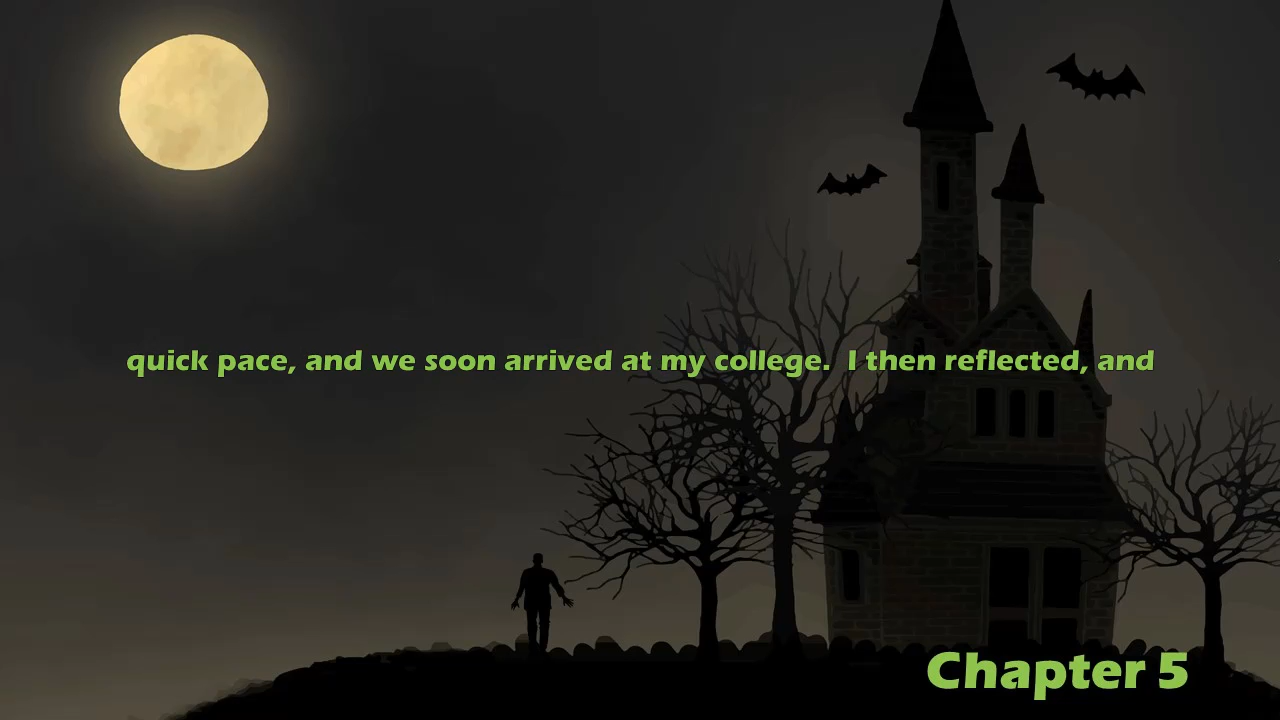 quick pace, and we soon arrived at my college.  I then reflected, and
Chapter 5